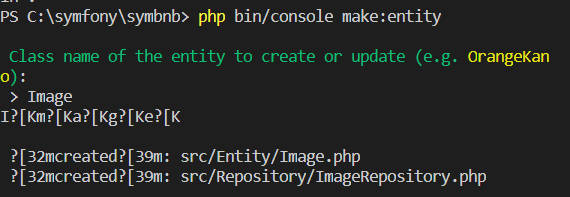 PS C:\symfony\symbnb> php bin/console make:entity
Class name of the entity to create or update (e.g. OrangeKan
o):
> Image
I?[Km?[Ka?[Kg?[Ke?[K
?[32mcreated?[39m: src/Entity/Image.php
?[32mcreated?[39m: src/Repository/ImageRepository.php